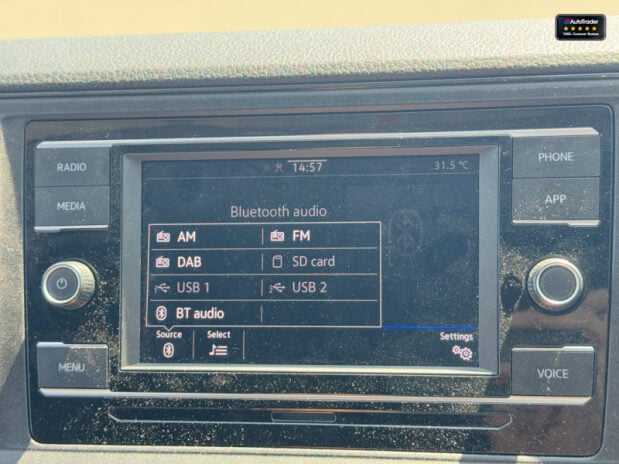 AutoTrader
RADIO
MEDIA
MENU
PHONE
APP
VOICE
14:57
31.5 °C
Bluetooth audio
AM
FM
DAB
SD card
USB 1
USB 2
BT audio
Source
Select
Settings